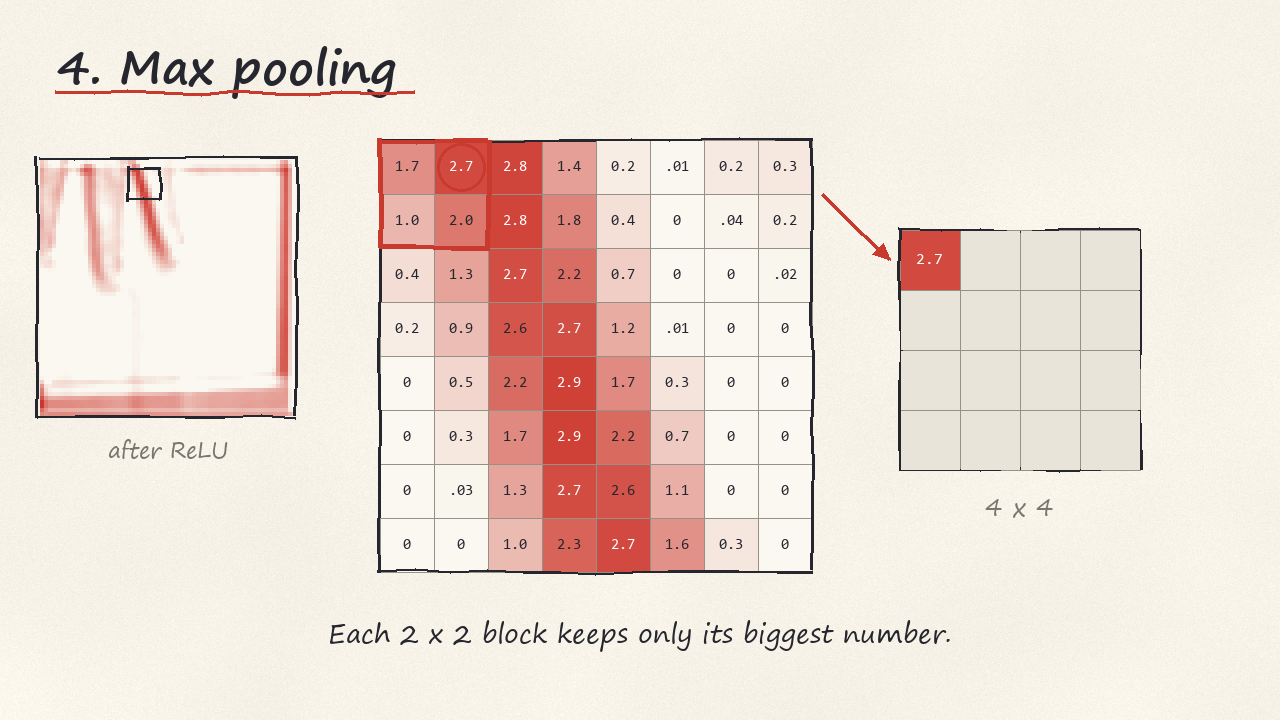 4. Max pooling
1.7 2.7 2.8 1.4 0.2 .01 0.2 0.3
1.0 2.0 2.8 1.8 0.4 0 .04 0.2
0.4 1.3 2.7 2.2 0.7 0 0 .02
0.2 0.9 2.6 2.7 1.2 .01 0 0
0 0.5 2.2 2.9 1.7 0.3 0 0
0 0.3 1.7 2.9 2.2 0.7 0 0
0 .03 1.3 2.7 2.6 1.1 0 0
0 0 1.0 2.3 2.7 1.6 0.3 0
2.7
after ReLU
4 x 4
Each 2 x 2 block keeps only its biggest number.